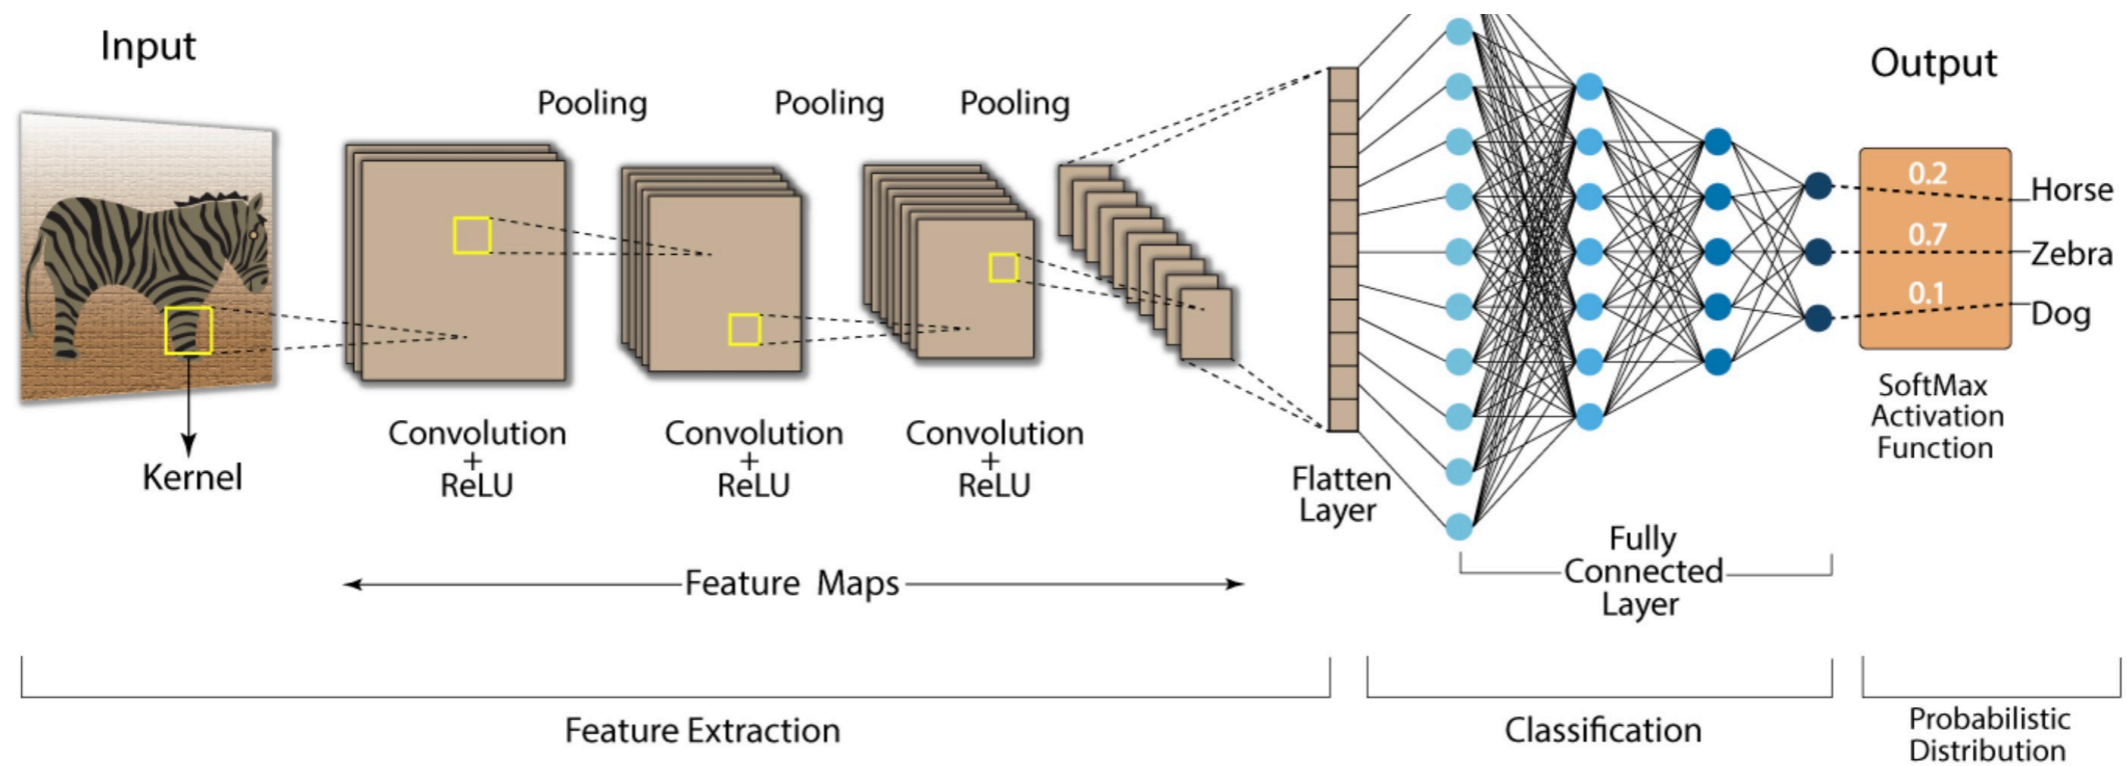 Input
Pooling
Pooling
Pooling
Output
0.2
Horse
0.7
Zebra
0.1
Dog
SoftMax
Activation
Function
Convolution
+
ReLU
Convolution
+
ReLU
Convolution
+
ReLU
Kernel
Flatten
Layer
Fully
Connected
Layer
Feature Maps
Feature Extraction
Classification
Probabilistic
Distribution